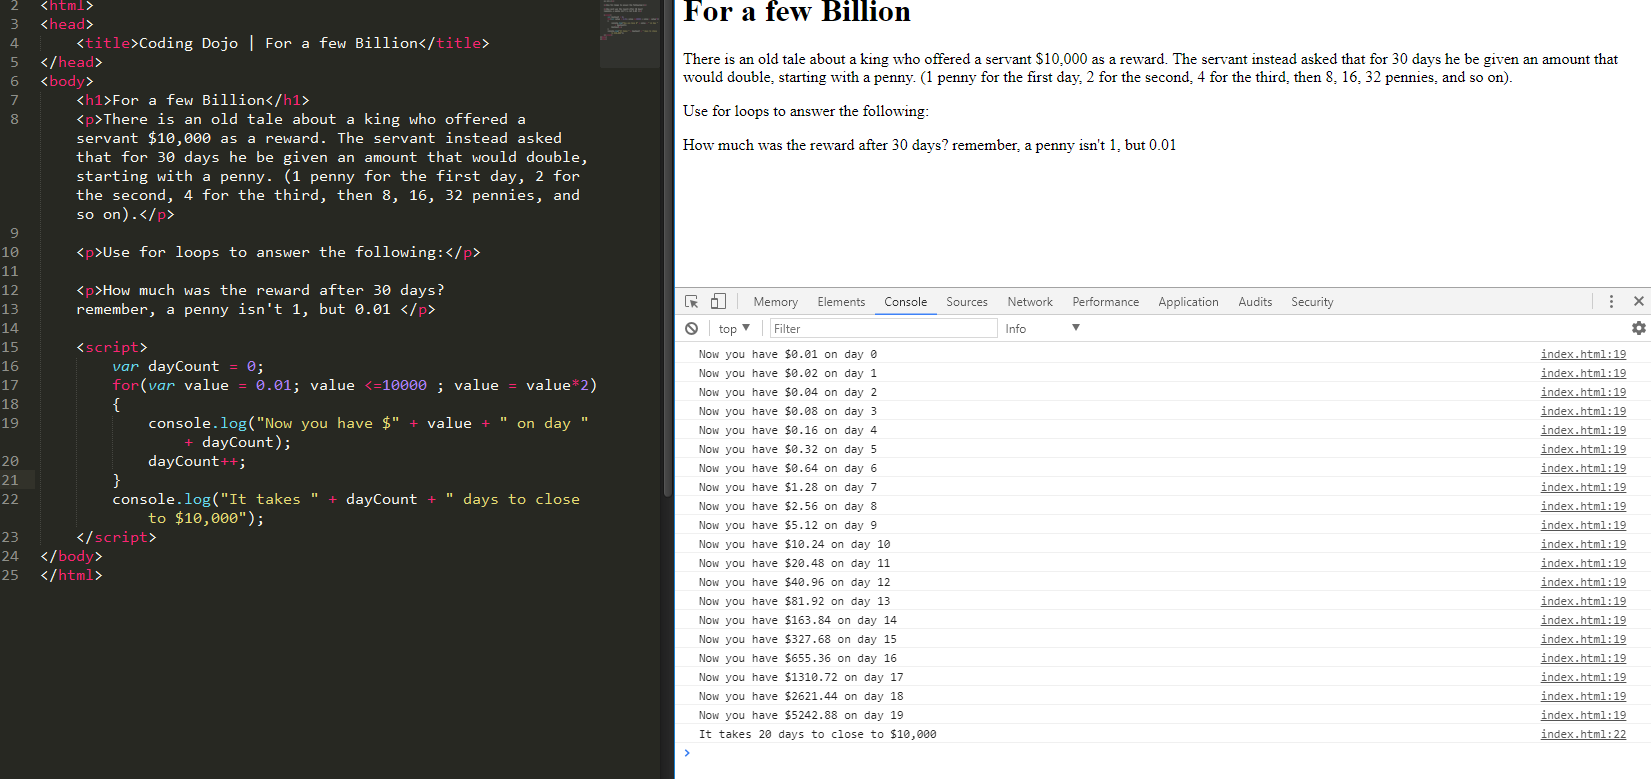 2 <html>
3 <head>
4 <title>Coding Dojo | For a few Billion</title>
5 </head>
6 <body>
7 <h1>For a few Billion</h1>
8 <p>There is an old tale about a king who offered a
servant $10,000 as a reward. The servant instead asked
that for 30 days he be given an amount that would double,
starting with a penny. (1 penny for the first day, 2 for
the second, 4 for the third, then 8, 16, 32 pennies, and
so on).</p>
9
10 <p>Use for loops to answer the following:</p>
11
12 <p>How much was the reward after 30 days?
13 remember, a penny isn't 1, but 0.01 </p>
14
15 <script>
16 var dayCount = 0;
17 for(var value = 0.01; value <=10000 ; value = value*2)
18 {
19 console.log("Now you have $" + value + " on day "
+ dayCount);
20 dayCount++;
21 }
22 console.log("It takes " + dayCount + " days to close
to $10,000");
23 </script>
24 </body>
25 </html>
For a few Billion
There is an old tale about a king who offered a servant $10,000 as a reward. The servant instead asked that for 30 days he be given an amount that
would double, starting with a penny. (1 penny for the first day, 2 for the second, 4 for the third, then 8, 16, 32 pennies, and so on).
Use for loops to answer the following:
How much was the reward after 30 days? remember, a penny isn't 1, but 0.01
Memory Elements Console Sources Network Performance Application Audits Security
top Filter Info
Now you have $0.01 on day 0 index.html:19
Now you have $0.02 on day 1 index.html:19
Now you have $0.04 on day 2 index.html:19
Now you have $0.08 on day 3 index.html:19
Now you have $0.16 on day 4 index.html:19
Now you have $0.32 on day 5 index.html:19
Now you have $0.64 on day 6 index.html:19
Now you have $1.28 on day 7 index.html:19
Now you have $2.56 on day 8 index.html:19
Now you have $5.12 on day 9 index.html:19
Now you have $10.24 on day 10 index.html:19
Now you have $20.48 on day 11 index.html:19
Now you have $40.96 on day 12 index.html:19
Now you have $81.92 on day 13 index.html:19
Now you have $163.84 on day 14 index.html:19
Now you have $327.68 on day 15 index.html:19
Now you have $655.36 on day 16 index.html:19
Now you have $1310.72 on day 17 index.html:19
Now you have $2621.44 on day 18 index.html:19
Now you have $5242.88 on day 19 index.html:19
It takes 20 days to close to $10,000 index.html:22
>